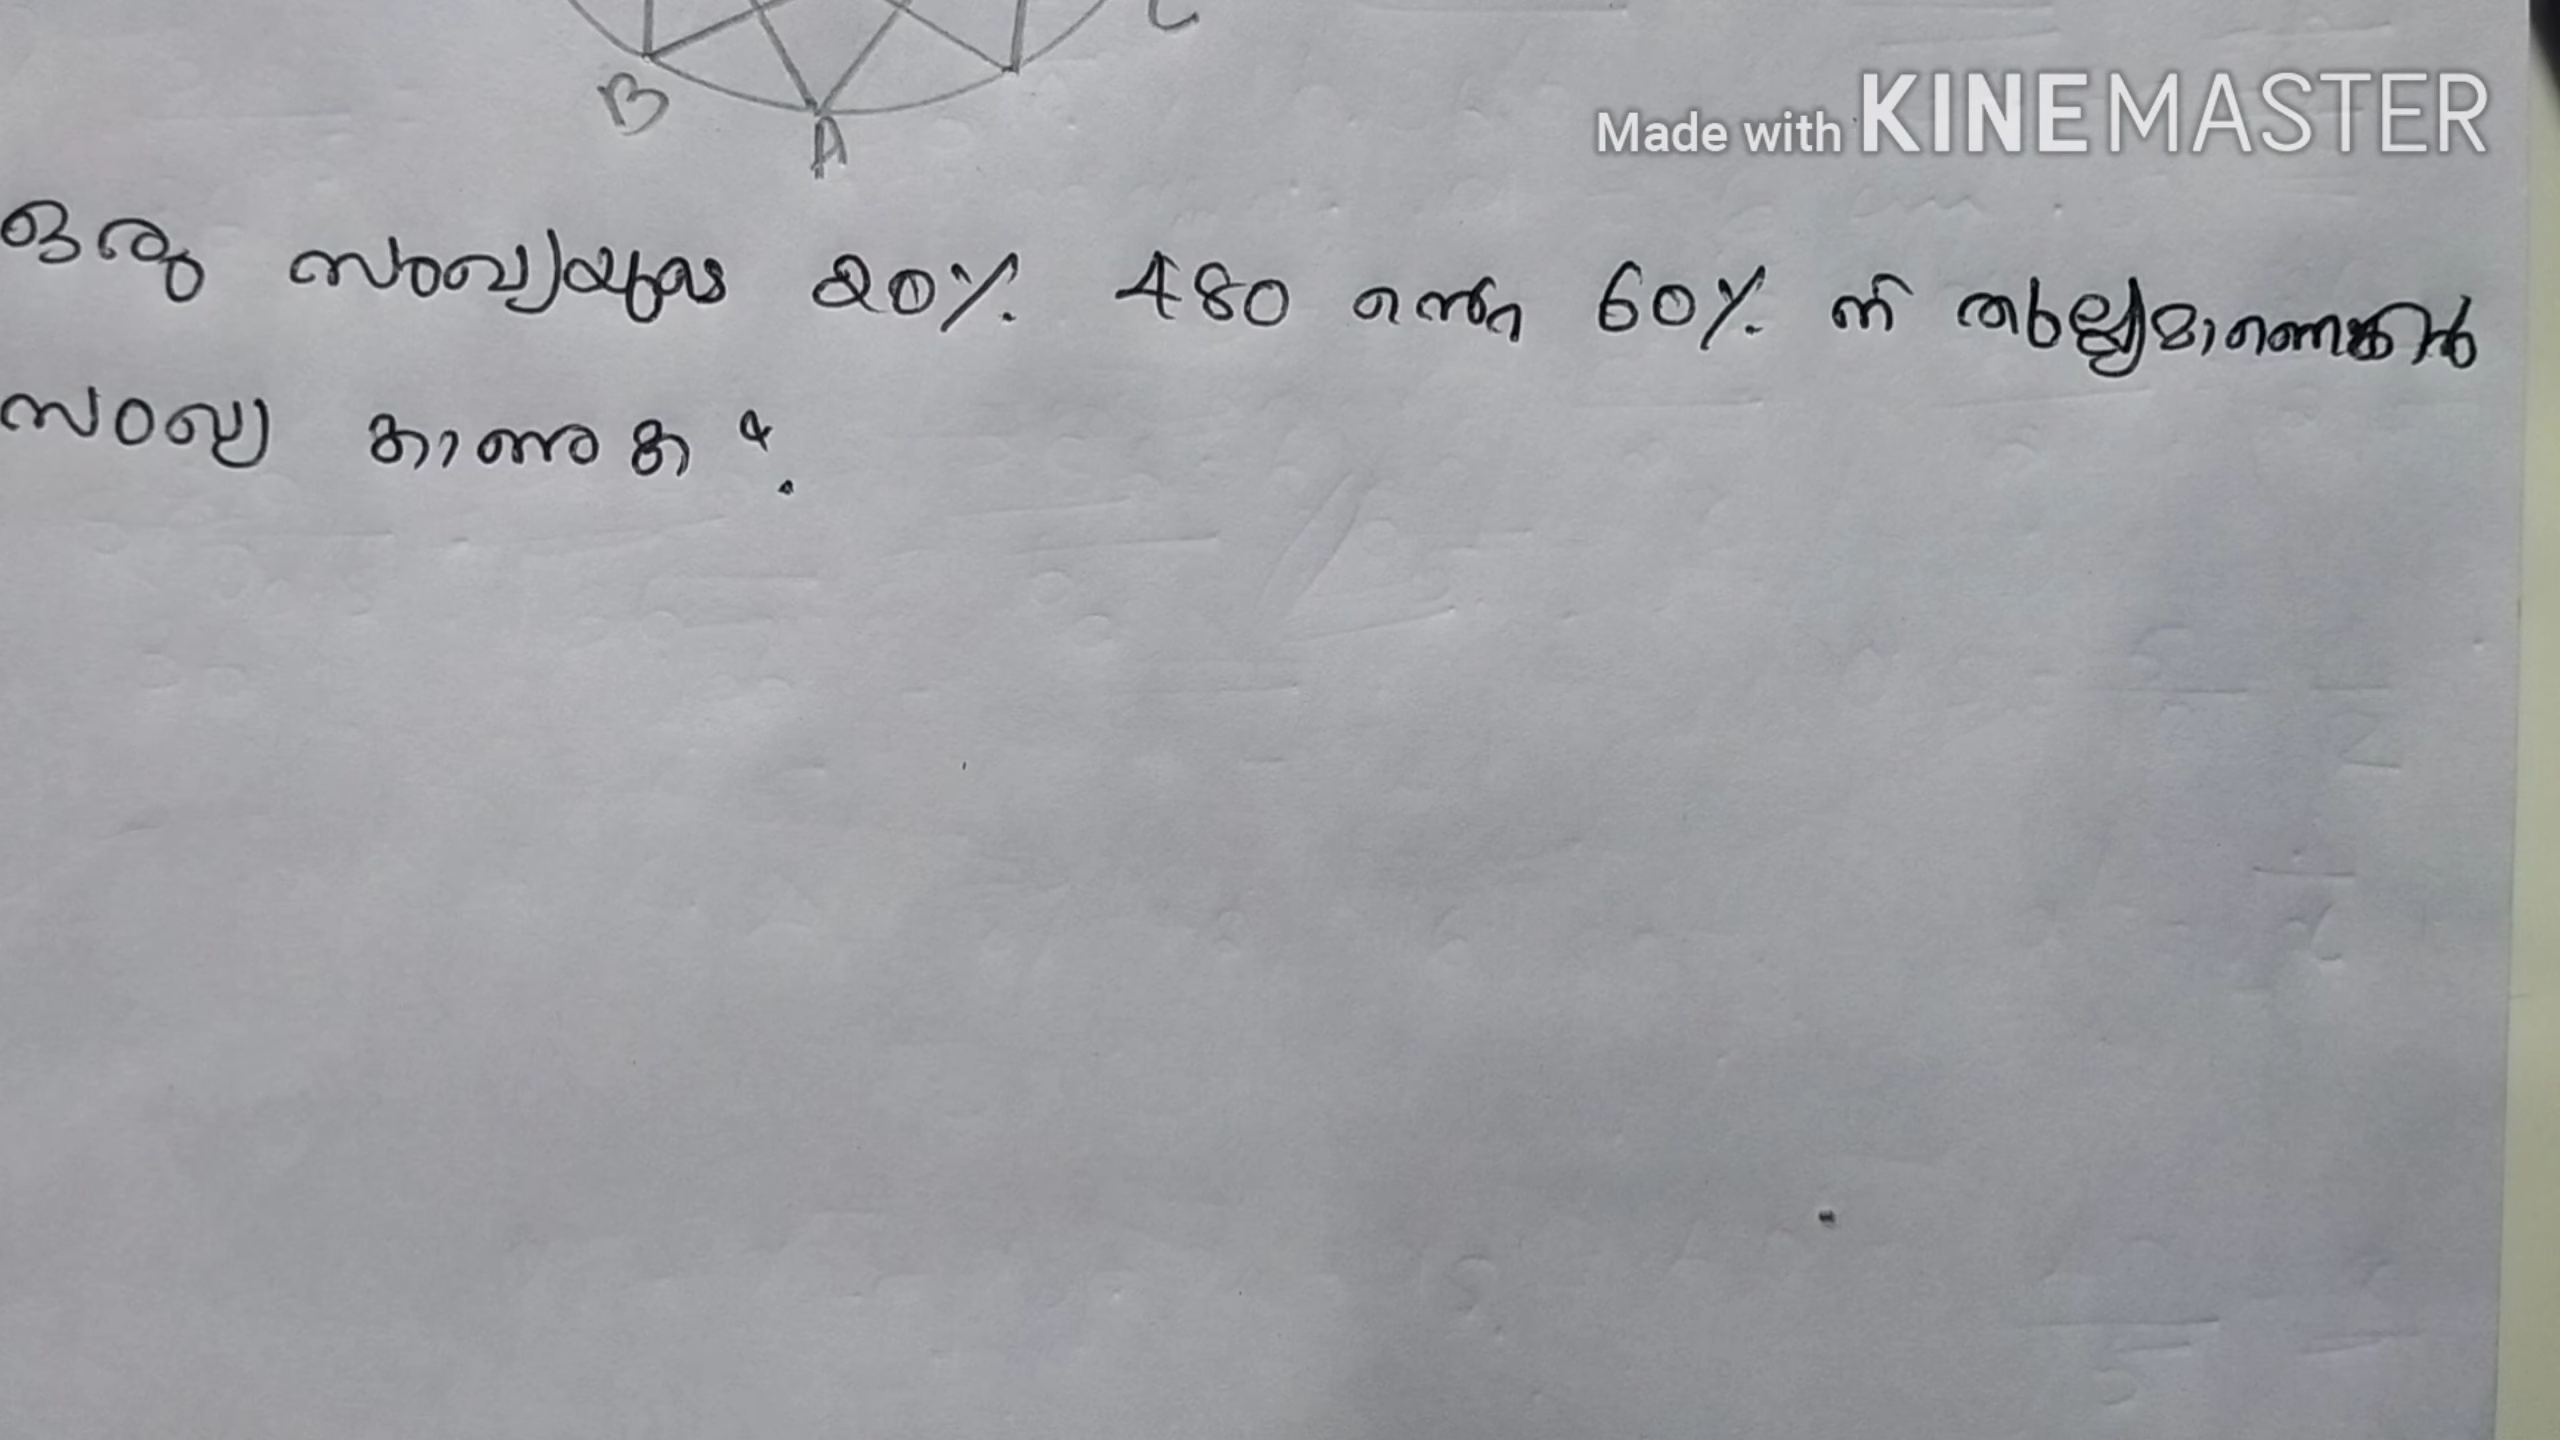 C
B
A
Made with KINEMASTER
ഒരു സംഖ്യയുടെ 20% 480 ന്റെ 60% ന് തുല്ല്യമാണെങ്കിൽ
സംഖ്യ കാണുക ?